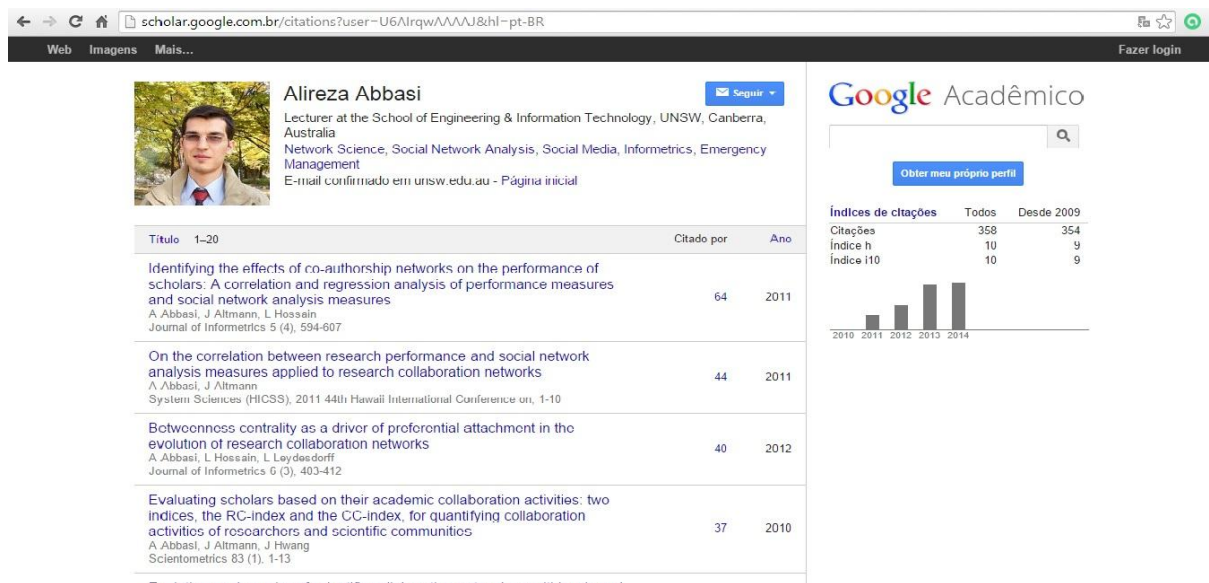 scholar.google.com.br/citations?user=U6AIrqwAAAAJ&hl=pt-BR
Web Imagens Mais... Fazer login
Alireza Abbasi
Seguir
Lecturer at the School of Engineering & Information Technology, UNSW, Canberra,
Australia
Network Science, Social Network Analysis, Social Media, Informetrics, Emergency
Management
E-mail confirmado em unsw.edu.au - Página inicial
Título 1–20 Citado por Ano
Identifying the effects of co-authorship networks on the performance of
scholars: A correlation and regression analysis of performance measures
and social network analysis measures
64 2011
A Abbasi, J Altmann, L Hossain
Journal of Informetrics 5 (4), 594-607
On the correlation between research performance and social network
analysis measures applied to research collaboration networks
44 2011
A Abbasi, J Altmann
System Sciences (HICSS), 2011 44th Hawaii International Conference on, 1-10
Betweenness centrality as a driver of preferential attachment in the
evolution of research collaboration networks
40 2012
A Abbasi, L Hossain, L Leydesdorff
Journal of Informetrics 6 (3), 403-412
Evaluating scholars based on their academic collaboration activities: two
indices, the RC-index and the CC-index, for quantifying collaboration
activities of researchers and scientific communities
37 2010
A Abbasi, J Altmann, J Hwang
Scientometrics 83 (1), 1-13
Google Acadêmico
Obter meu próprio perfil
Índices de citações Todos Desde 2009
Citações 358 354
Índice h 10 9
Índice i10 10 9
2010 2011 2012 2013 2014